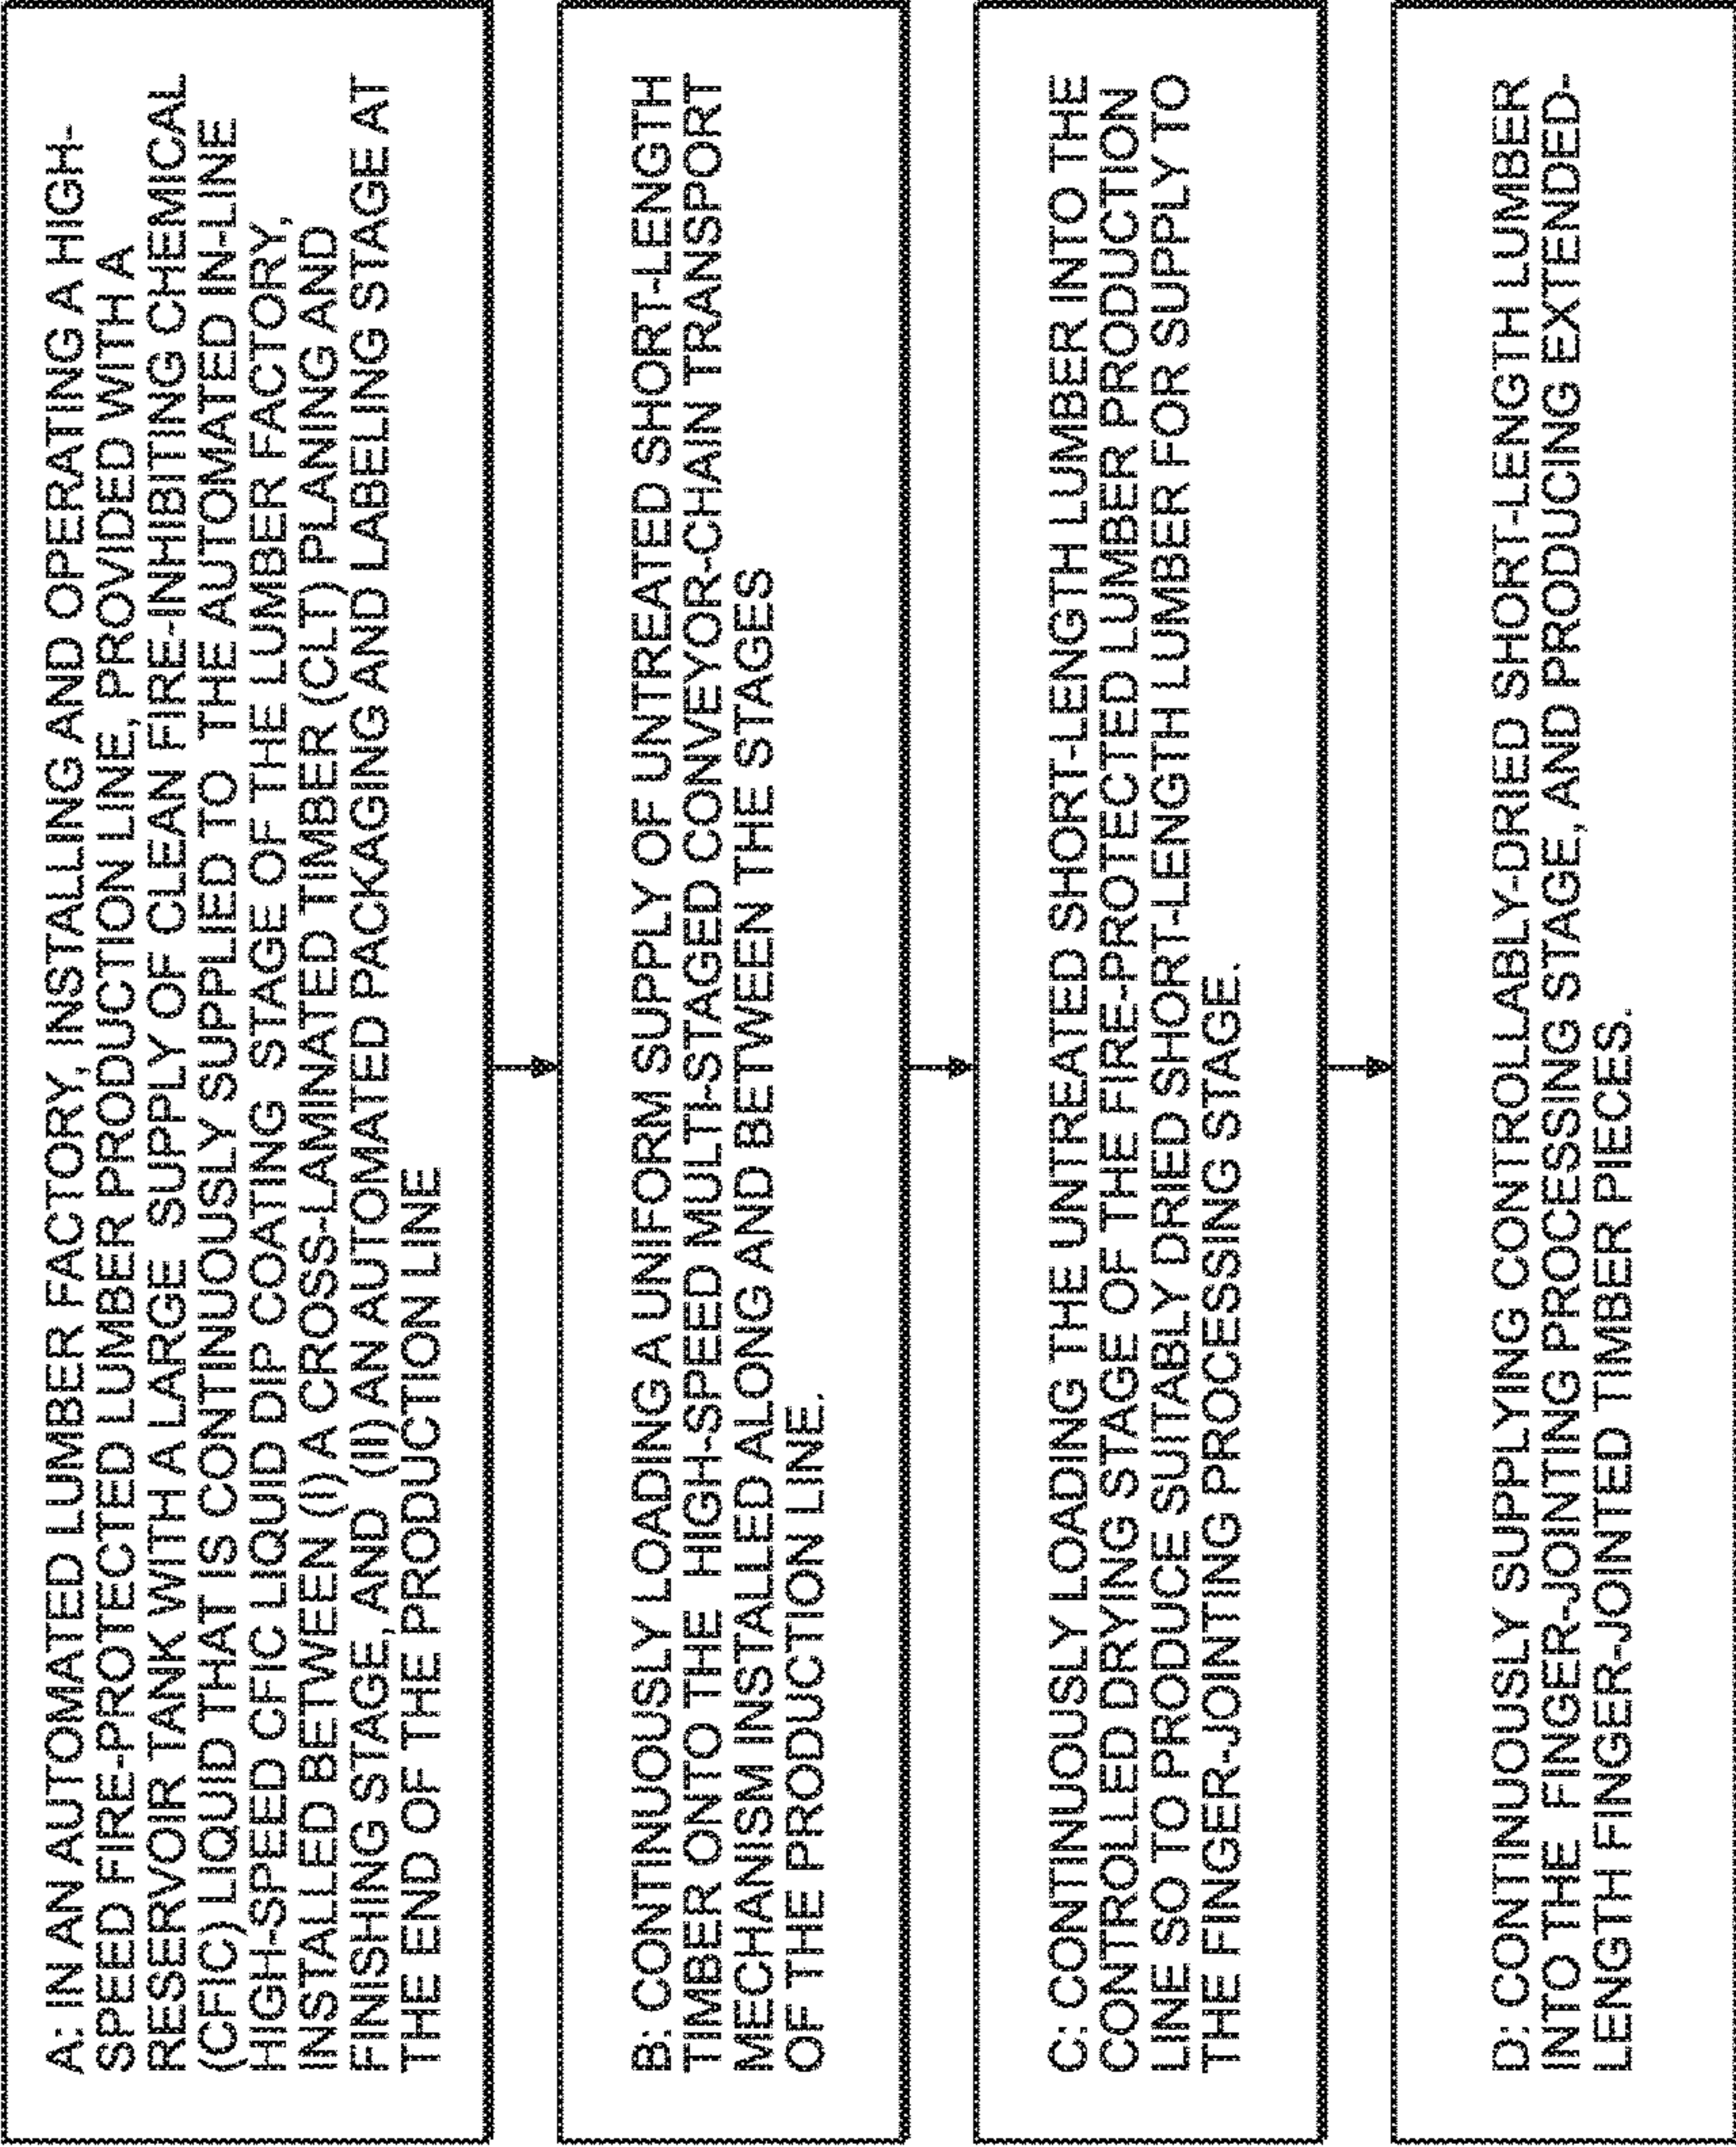 A: IN AN AUTOMATED LUMBER FACTORY, INSTALLING AND OPERATING A HIGH-
SPEED FIRE-PROTECTED LUMBER PRODUCTION LINE, PROVIDED WITH A
RESERVOIR TANK WITH A LARGE SUPPLY OF CLEAN FIRE-INHIBITING CHEMICAL
(CFIC) LIQUID THAT IS CONTINUOUSLY SUPPLIED TO THE AUTOMATED IN-LINE
HIGH-SPEED CFIC LIQUID DIP COATING STAGE OF THE LUMBER FACTORY,
INSTALLED BETWEEN (I) A CROSS-LAMINATED TIMBER (CLT) PLANING AND
FINISHING STAGE, AND (II) AN AUTOMATED PACKAGING AND LABELING STAGE AT
THE END OF THE PRODUCTION LINE
B: CONTINUOUSLY LOADING A UNIFORM SUPPLY OF UNTREATED SHORT-LENGTH
TIMBER ONTO THE HIGH-SPEED MULTI-STAGED CONVEYOR-CHAIN TRANSPORT
MECHANISM INSTALLED ALONG AND BETWEEN THE STAGES
OF THE PRODUCTION LINE.
C: CONTINUOUSLY LOADING THE UNTREATED SHORT-LENGTH LUMBER INTO THE
CONTROLLED DRYING STAGE OF THE FIRE-PROTECTED LUMBER PRODUCTION
LINE SO TO PRODUCE SUITABLY DRIED SHORT-LENGTH LUMBER FOR SUPPLY TO
THE FINGER-JOINTING PROCESSING STAGE.
D: CONTINUOUSLY SUPPLYING CONTROLLABLY-DRIED SHORT-LENGTH LUMBER
INTO THE FINGER-JOINTING PROCESSING STAGE, AND PRODUCING EXTENDED-
LENGTH FINGER-JOINTED TIMBER PIECES.